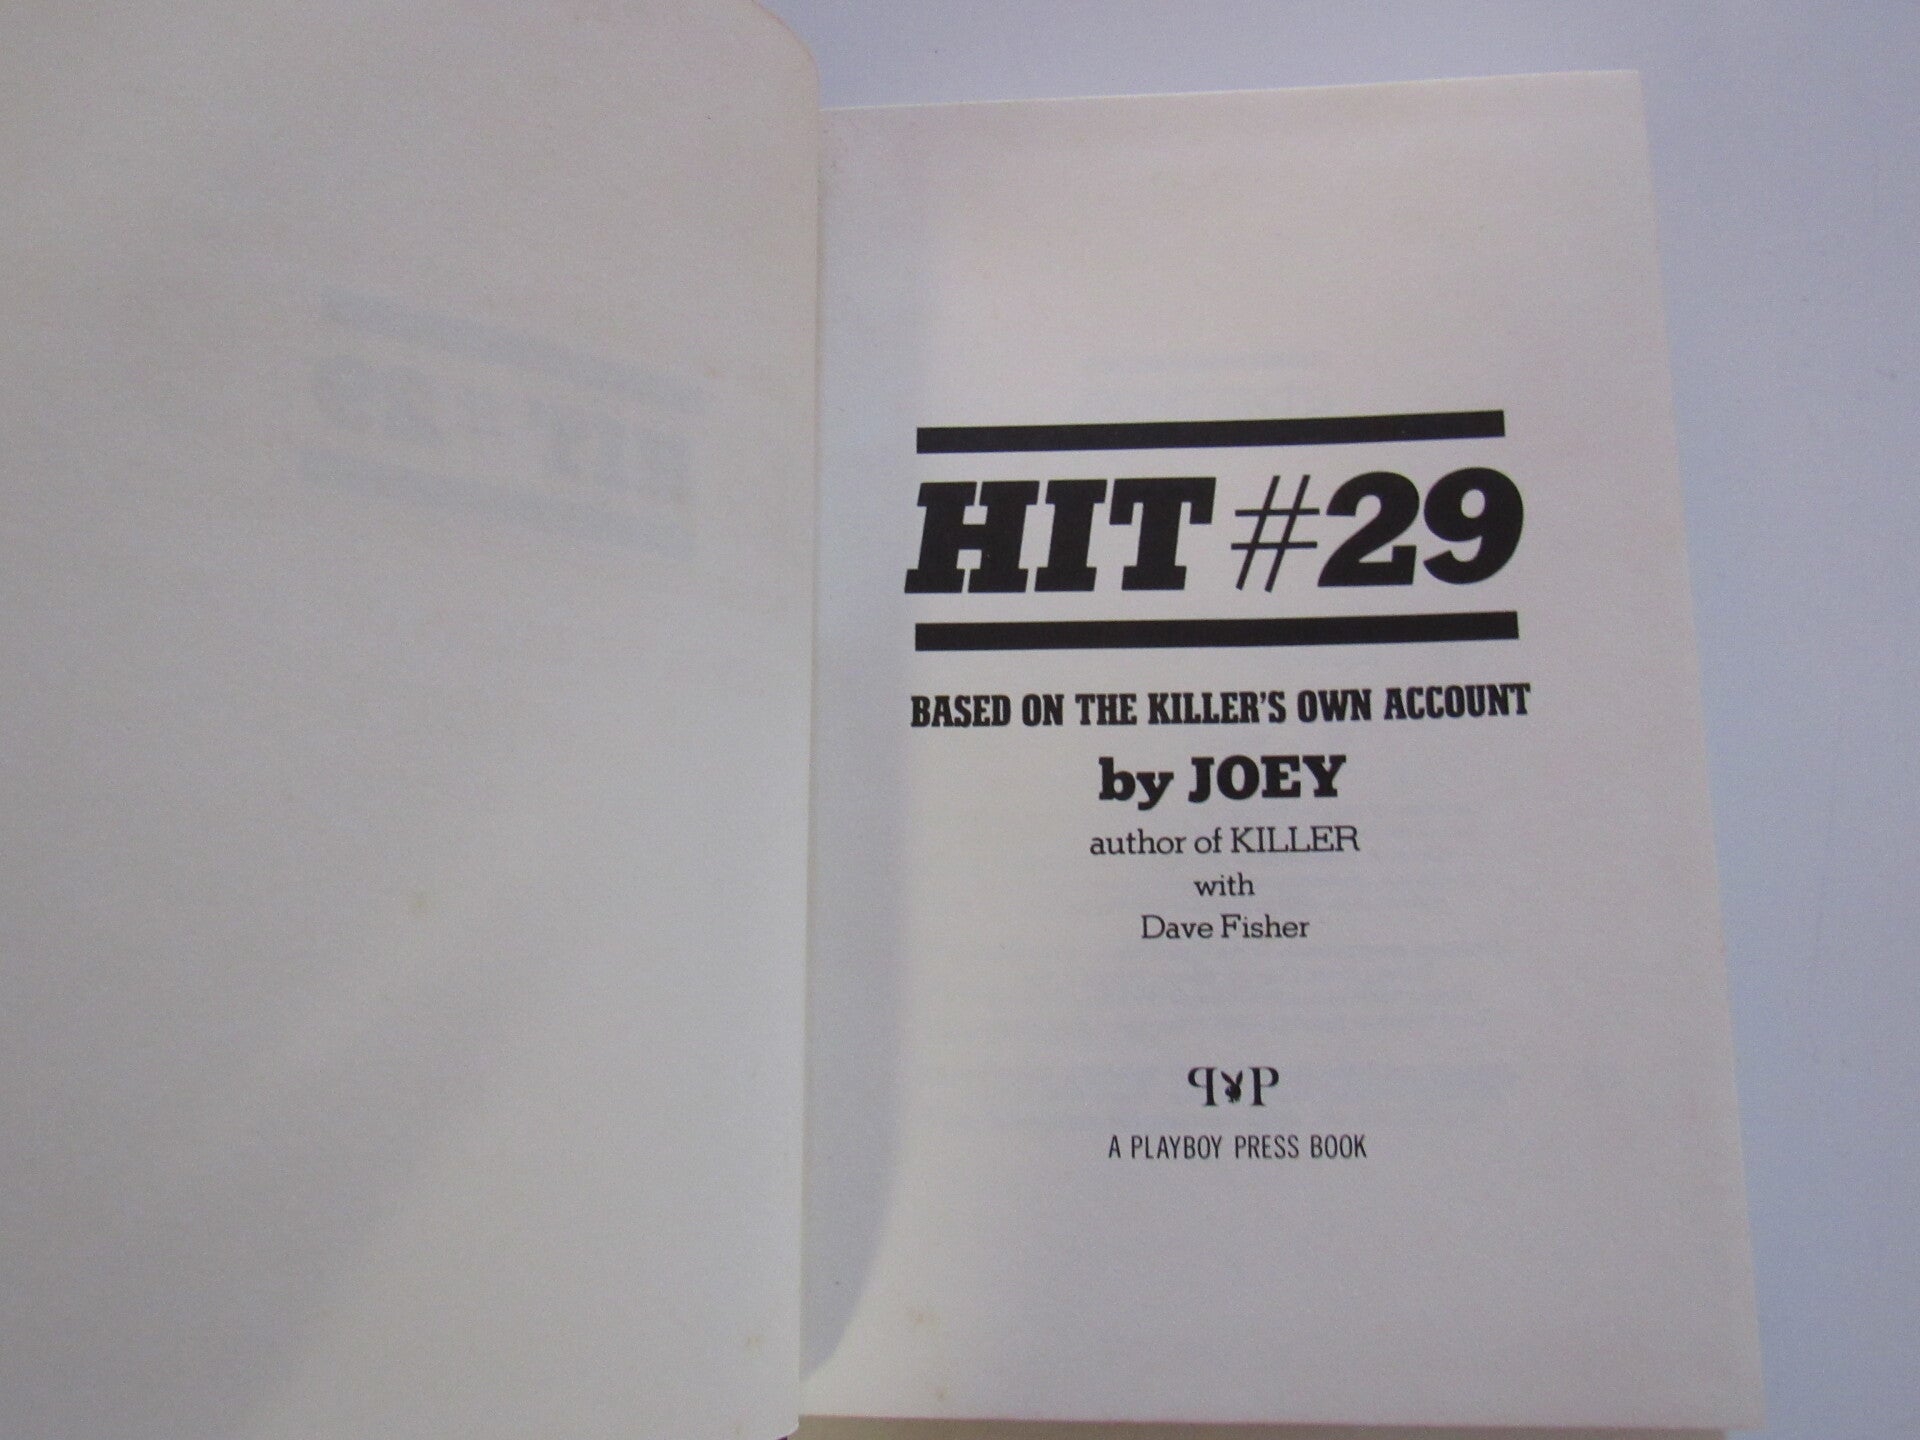 HIT #29
BASED ON THE KILLER'S OWN ACCOUNT
by JOEY
author of KILLER
with
Dave Fisher
PP
A PLAYBOY PRESS BOOK